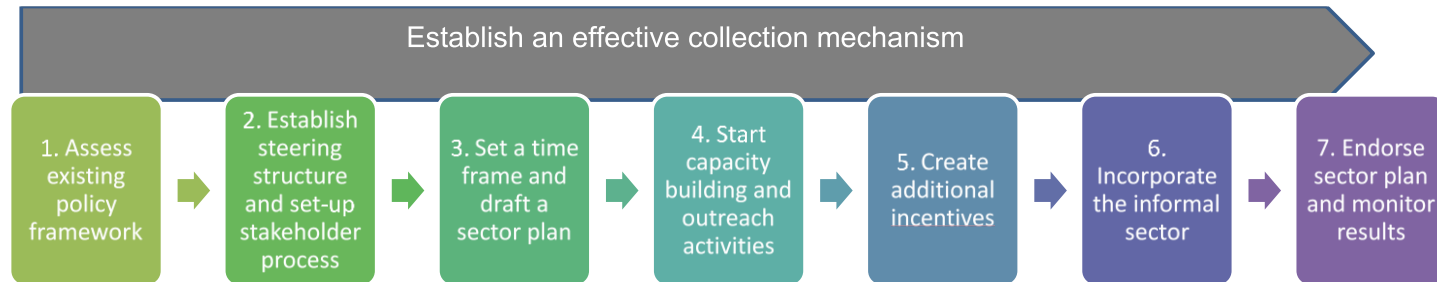 Establish an effective collection mechanism
1. Assess
existing
policy
framework
2. Establish
steering
structure
and set-up
stakeholder
process
3. Set a time
frame and
draft a
sector plan
4. Start
capacity
building and
outreach
activities
5. Create
additional
incentives
6.
Incorporate
the informal
sector
7. Endorse
sector plan
and monitor
results